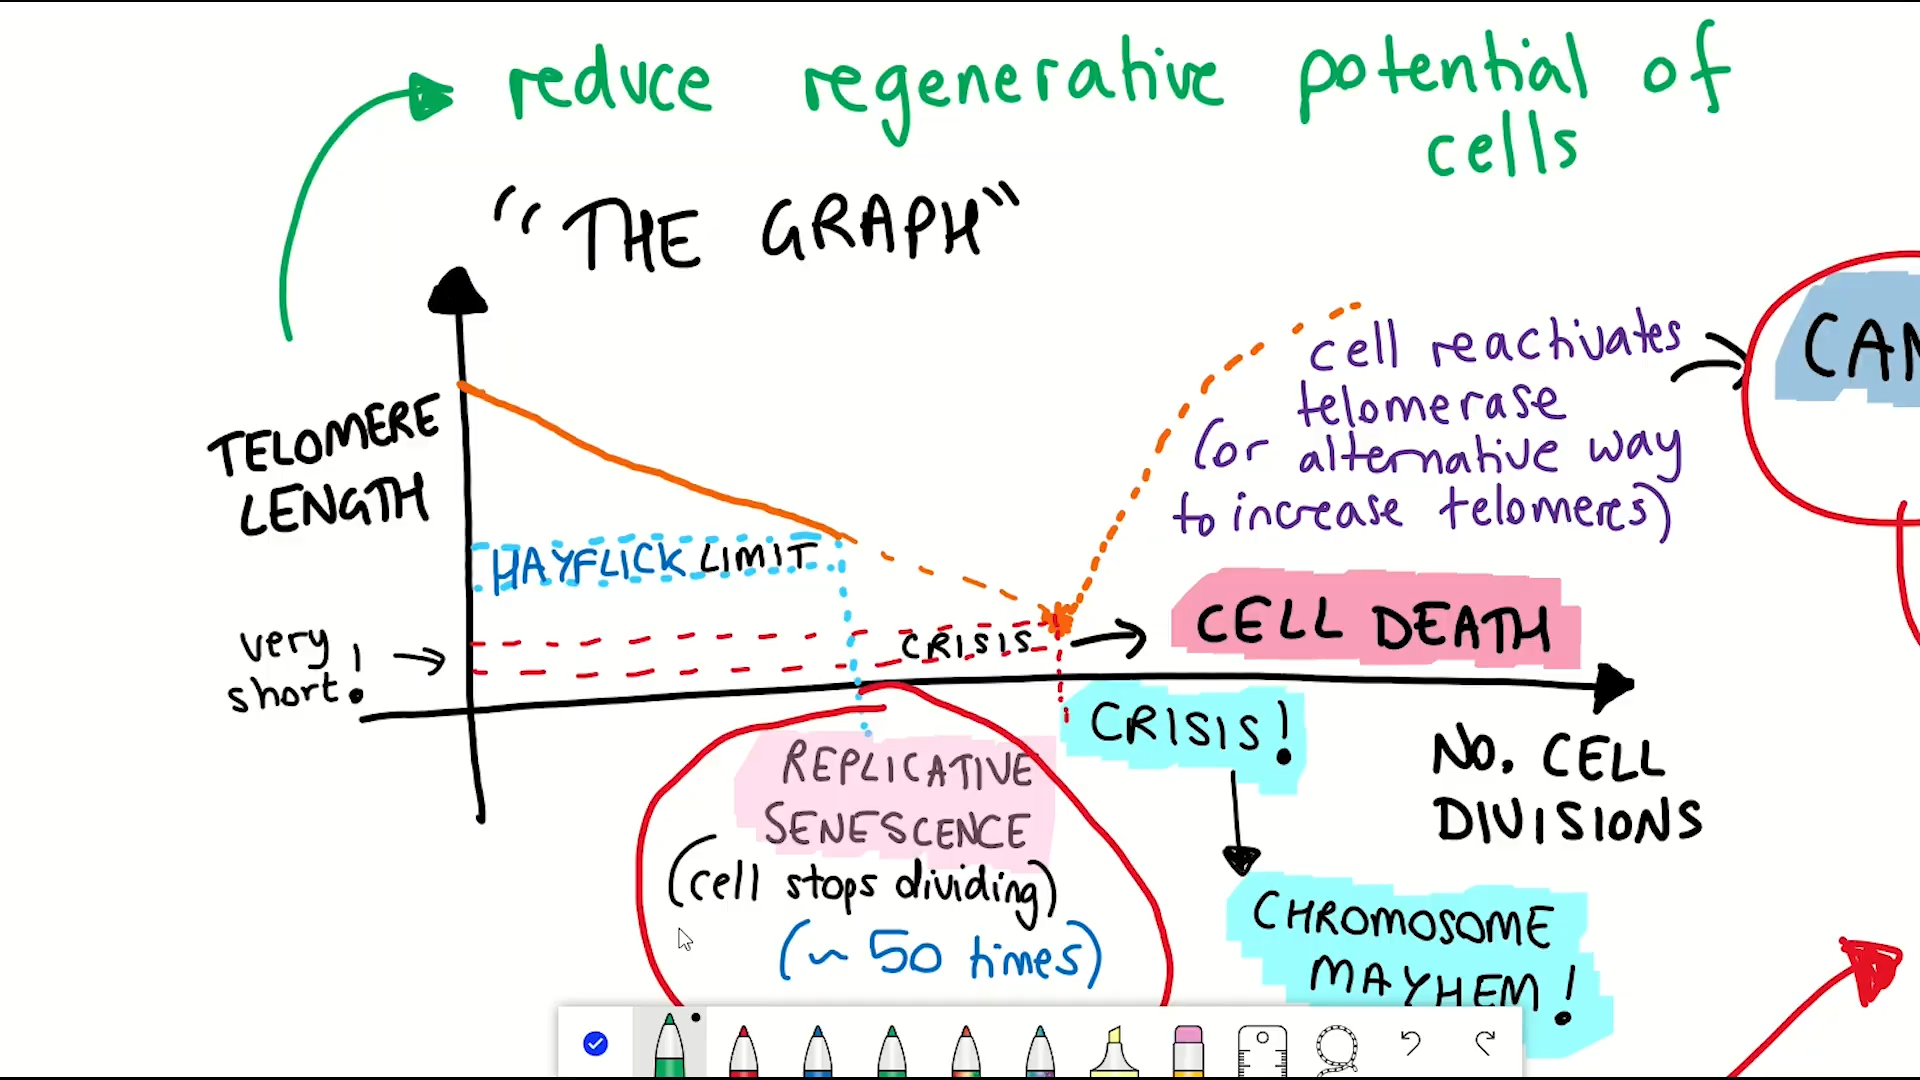 reduce regenerative potential of
cells
"THE GRAPH"
TELOMERE
LENGTH
cell reactivates
telomerase
(or alternative way
to increase telomeres)
HAYFLICK LIMIT
very
short!
CRISIS
CELL DEATH
CRISIS!
NO. CELL
DIVISIONS
REPLICATIVE
SENESCENCE
(cell stops dividing)
(~ 50 times)
CHROMOSOME
MAYHEM!